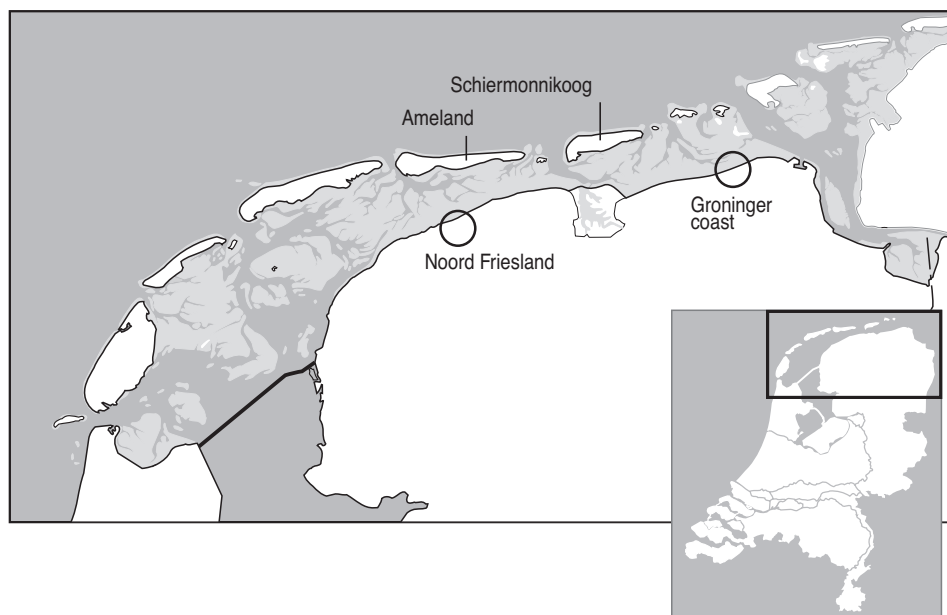 Schiermonnikoog
Ameland
Groninger
coast
Noord Friesland